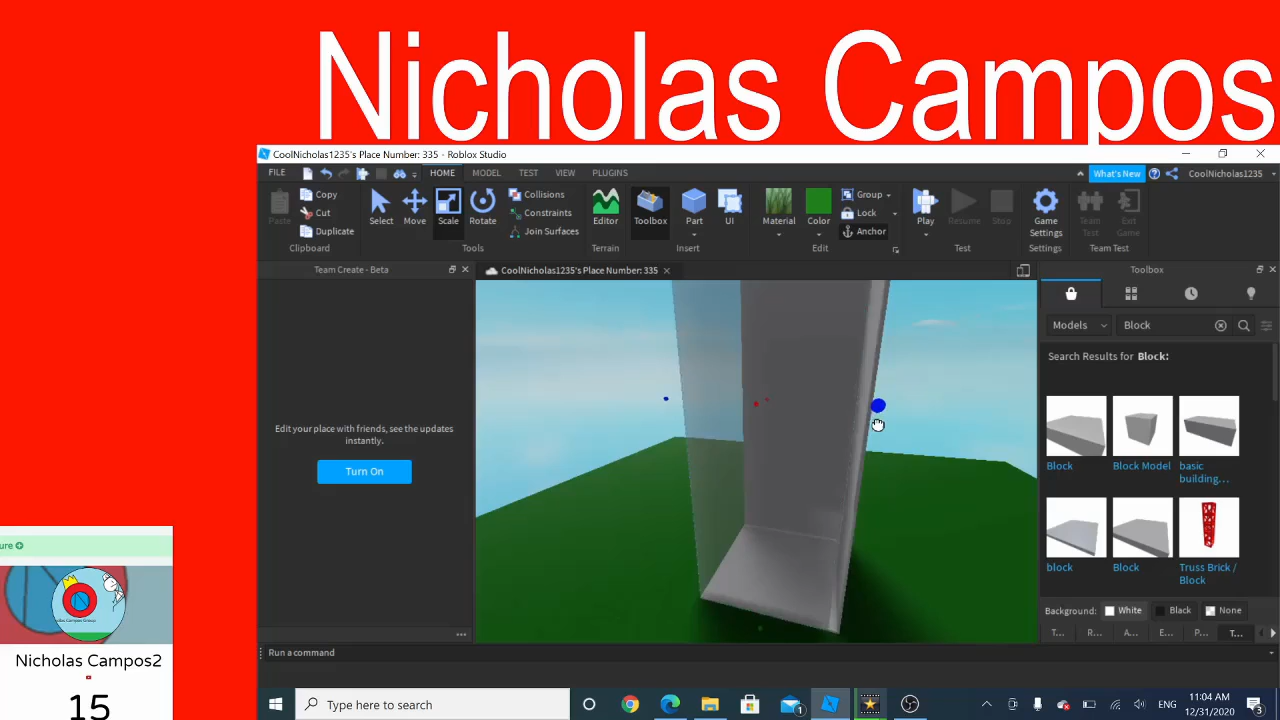 Nicholas Campos
CoolNicholas1235's Place Number: 335 - Roblox Studio
FILE HOME MODEL TEST VIEW PLUGINS What's New CoolNicholas1235
Paste Copy Cut Duplicate Select Move Scale Rotate Collisions Constraints Join Surfaces Editor Toolbox Part UI Material Color Group Lock Anchor Play Resume Stop Game Settings Team Test Exit Game
Clipboard Tools Terrain Insert Edit Test Settings Team Test
Team Create - Beta
CoolNicholas1235's Place Number: 335
Toolbox
Models Block
Search Results for Block:
Edit your place with friends, see the updates
instantly.
Turn On
Block Block Model basic
building...
block Block Truss Brick /
Block
Background: White Black None
T... R... A... E... P... T...
Run a command
ure
Nicholas Campos2
15
Type here to search
1
ENG
11:04 AM
12/31/2020
3